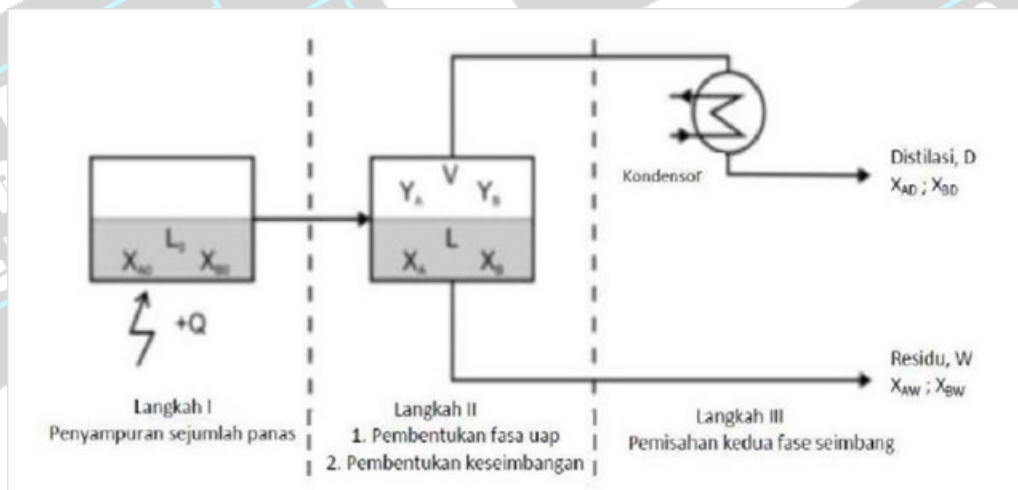 L₀
X_A0 X_B0
+Q
Langkah I
Penyampuran sejumlah panas
V
Y_A Y_B
L
X_A X_B
Langkah II
1. Pembentukan fasa uap
2. Pembentukan keseimbangan
Kondensor
Distilasi, D
X_AD ; X_BD
Residu, W
X_AW ; X_BW
Langkah III
Pemisahan kedua fase seimbang